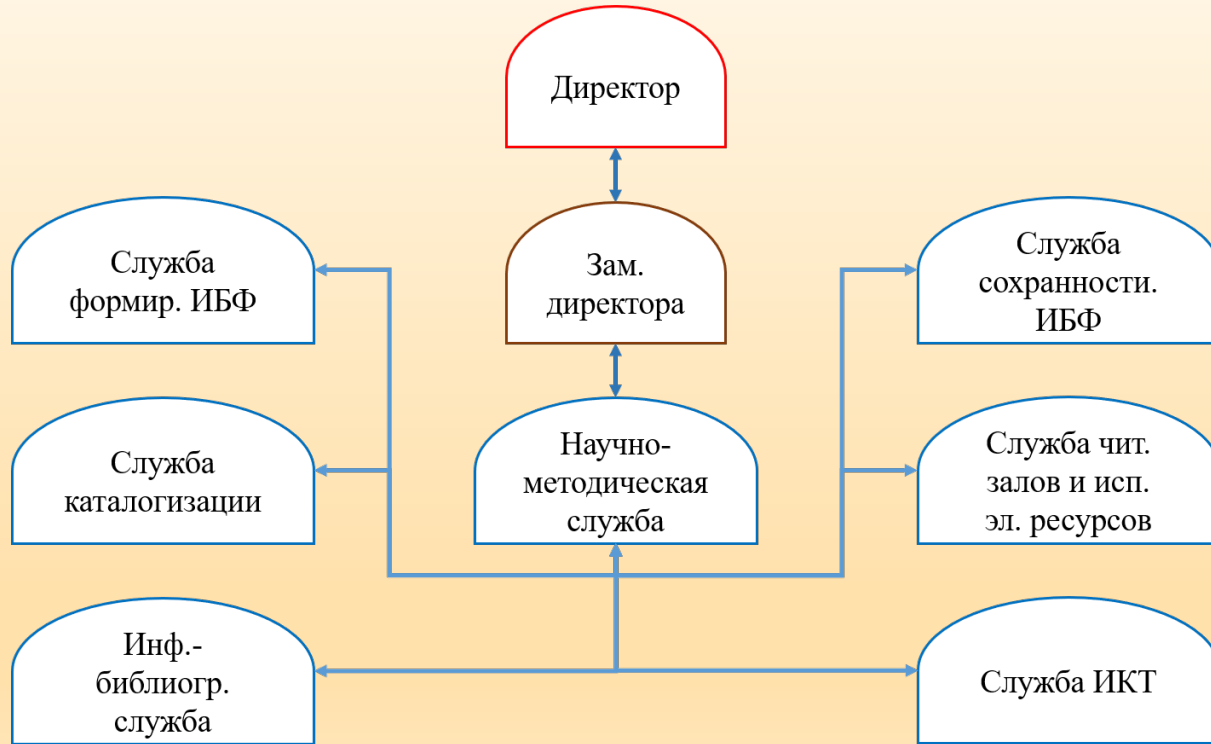 Директор
Служба
формир. ИБФ
Зам.
директора
Служба
сохранности.
ИБФ
Служба
каталогизации
Научно-
методическая
служба
Служба чит.
залов и исп.
эл. ресурсов
Инф.-
библиогр.
служба
Служба ИКТ